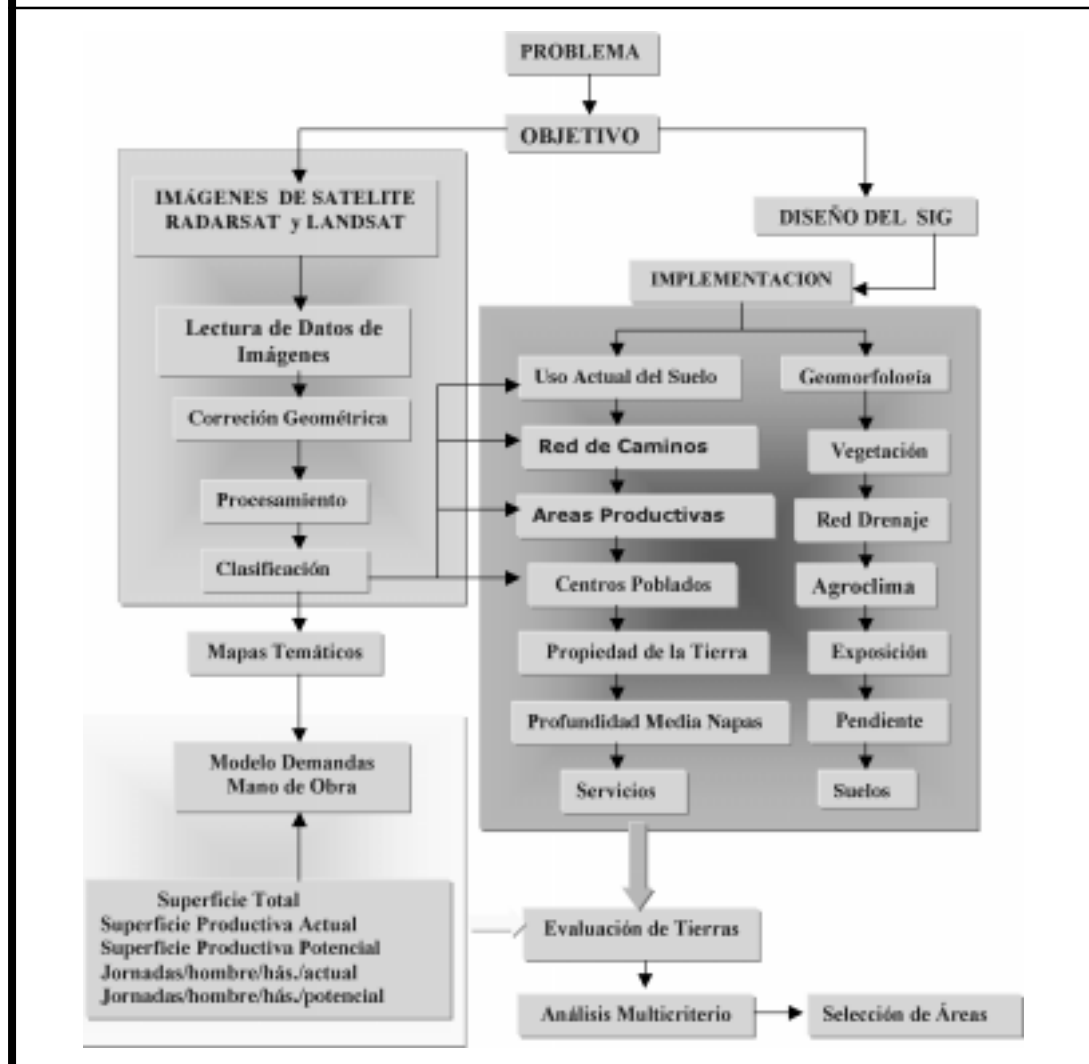 PROBLEMA
OBJETIVO
IMÁGENES DE SATELITE
RADARSAT y LANDSAT
Lectura de Datos de
Imágenes
Correción Geométrica
Procesamiento
Clasificación
Mapas Temáticos
Modelo Demandas
Mano de Obra
Superficie Total
Superficie Productiva Actual
Superficie Productiva Potencial
Jornadas/hombre/hás./actual
Jornadas/hombre/hás./potencial
DISEÑO DEL SIG
IMPLEMENTACION
Uso Actual del Suelo
Red de Caminos
Areas Productivas
Centros Poblados
Propiedad de la Tierra
Profundidad Media Napas
Servicios
Geomorfología
Vegetación
Red Drenaje
Agroclima
Exposición
Pendiente
Suelos
Evaluación de Tierras
Análisis Multicriterio
Selección de Áreas